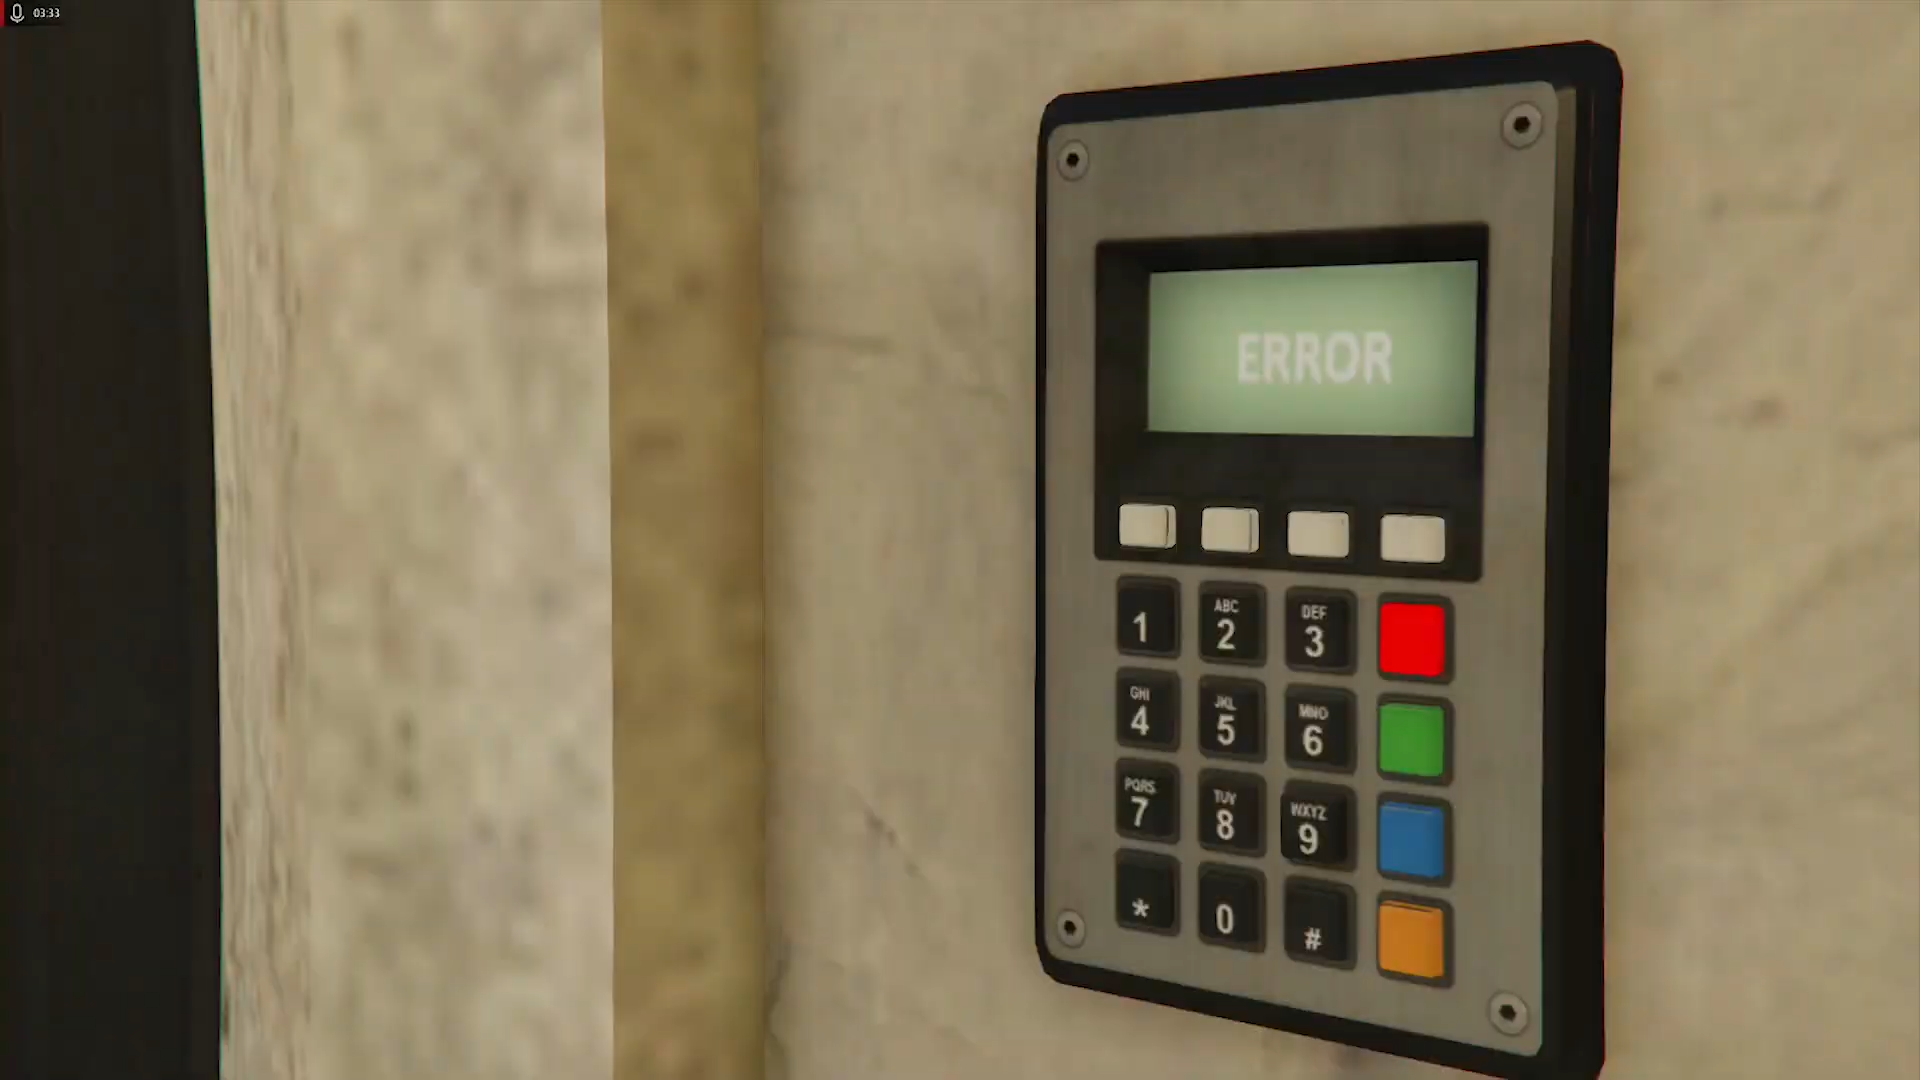 03:33
ERROR
1 ABC 2 DEF 3
GHI 4 JKL 5 MNO 6
PQRS 7 TUV 8 WXYZ 9
* 0 #